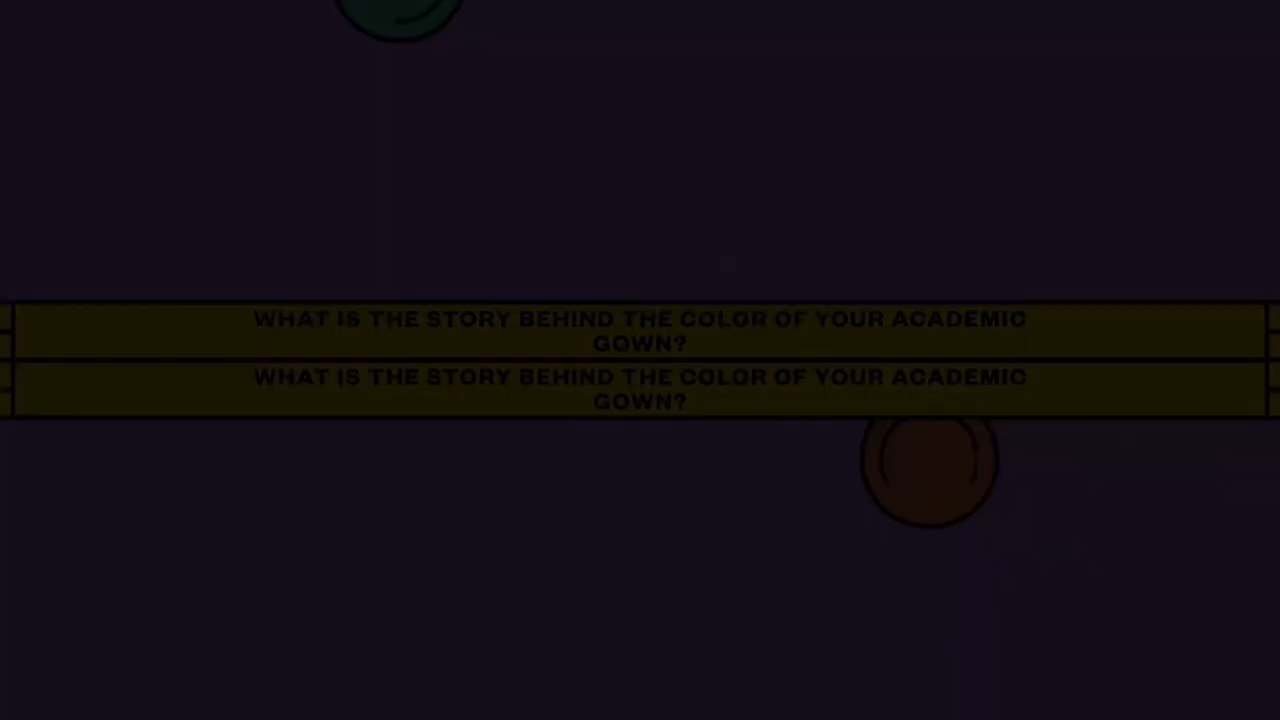 WHAT IS THE STORY BEHIND THE COLOR OF YOUR ACADEMIC
GOWN?
WHAT IS THE STORY BEHIND THE COLOR OF YOUR ACADEMIC
GOWN?